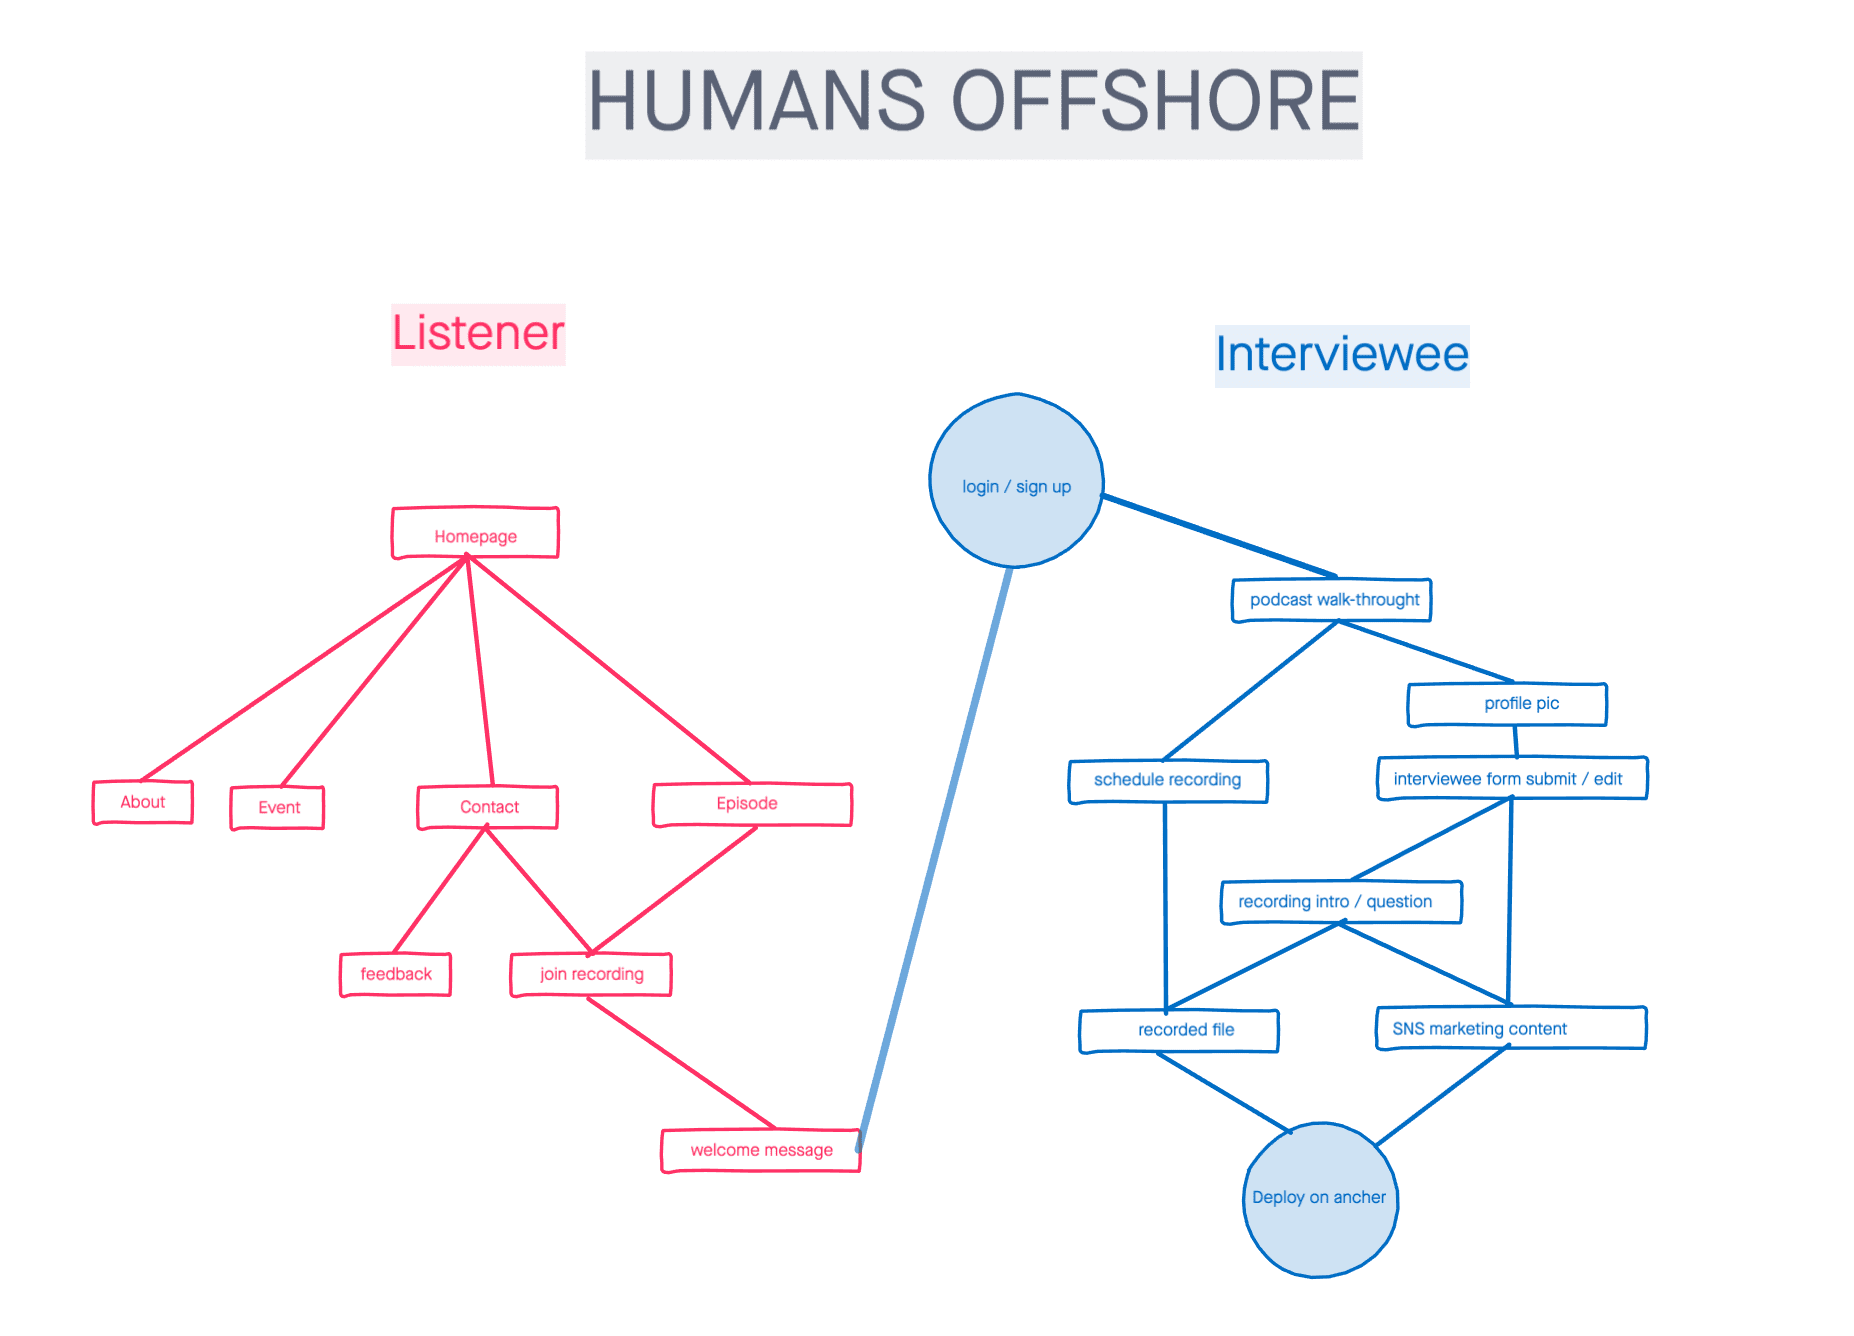 HUMANS OFFSHORE
Listener
Interviewee
login / sign up
Homepage
podcast walk-throught
profile pic
schedule recording
interviewee form submit / edit
About
Event
Contact
Episode
recording intro / question
feedback
join recording
recorded file
SNS marketing content
welcome message
Deploy on ancher